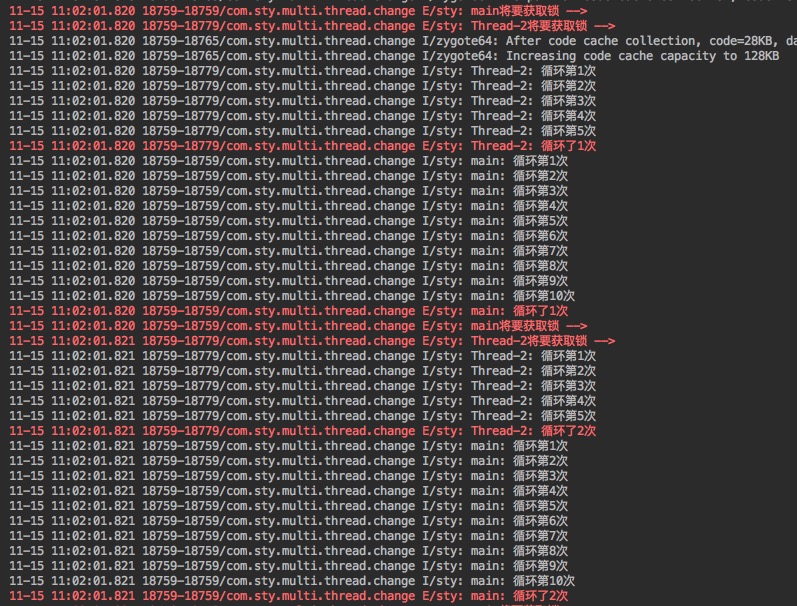 11-15 11:02:01.820 18759-18759/com.sty.multi.thread.change E/sty: main将要获取锁 -->
11-15 11:02:01.820 18759-18779/com.sty.multi.thread.change E/sty: Thread-2将要获取锁 -->
11-15 11:02:01.820 18759-18765/com.sty.multi.thread.change I/zygote64: After code cache collection, code=28KB, da
11-15 11:02:01.820 18759-18765/com.sty.multi.thread.change I/zygote64: Increasing code cache capacity to 128KB
11-15 11:02:01.820 18759-18779/com.sty.multi.thread.change I/sty: Thread-2: 循环第1次
11-15 11:02:01.820 18759-18779/com.sty.multi.thread.change I/sty: Thread-2: 循环第2次
11-15 11:02:01.820 18759-18779/com.sty.multi.thread.change I/sty: Thread-2: 循环第3次
11-15 11:02:01.820 18759-18779/com.sty.multi.thread.change I/sty: Thread-2: 循环第4次
11-15 11:02:01.820 18759-18779/com.sty.multi.thread.change I/sty: Thread-2: 循环第5次
11-15 11:02:01.820 18759-18779/com.sty.multi.thread.change E/sty: Thread-2: 循环了1次
11-15 11:02:01.820 18759-18759/com.sty.multi.thread.change I/sty: main: 循环第1次
11-15 11:02:01.820 18759-18759/com.sty.multi.thread.change I/sty: main: 循环第2次
11-15 11:02:01.820 18759-18759/com.sty.multi.thread.change I/sty: main: 循环第3次
11-15 11:02:01.820 18759-18759/com.sty.multi.thread.change I/sty: main: 循环第4次
11-15 11:02:01.820 18759-18759/com.sty.multi.thread.change I/sty: main: 循环第5次
11-15 11:02:01.820 18759-18759/com.sty.multi.thread.change I/sty: main: 循环第6次
11-15 11:02:01.820 18759-18759/com.sty.multi.thread.change I/sty: main: 循环第7次
11-15 11:02:01.820 18759-18759/com.sty.multi.thread.change I/sty: main: 循环第8次
11-15 11:02:01.820 18759-18759/com.sty.multi.thread.change I/sty: main: 循环第9次
11-15 11:02:01.820 18759-18759/com.sty.multi.thread.change I/sty: main: 循环第10次
11-15 11:02:01.820 18759-18759/com.sty.multi.thread.change E/sty: main: 循环了1次
11-15 11:02:01.820 18759-18759/com.sty.multi.thread.change E/sty: main将要获取锁 -->
11-15 11:02:01.821 18759-18779/com.sty.multi.thread.change E/sty: Thread-2将要获取锁 -->
11-15 11:02:01.821 18759-18779/com.sty.multi.thread.change I/sty: Thread-2: 循环第1次
11-15 11:02:01.821 18759-18779/com.sty.multi.thread.change I/sty: Thread-2: 循环第2次
11-15 11:02:01.821 18759-18779/com.sty.multi.thread.change I/sty: Thread-2: 循环第3次
11-15 11:02:01.821 18759-18779/com.sty.multi.thread.change I/sty: Thread-2: 循环第4次
11-15 11:02:01.821 18759-18779/com.sty.multi.thread.change I/sty: Thread-2: 循环第5次
11-15 11:02:01.821 18759-18779/com.sty.multi.thread.change E/sty: Thread-2: 循环了2次
11-15 11:02:01.821 18759-18759/com.sty.multi.thread.change I/sty: main: 循环第1次
11-15 11:02:01.821 18759-18759/com.sty.multi.thread.change I/sty: main: 循环第2次
11-15 11:02:01.821 18759-18759/com.sty.multi.thread.change I/sty: main: 循环第3次
11-15 11:02:01.821 18759-18759/com.sty.multi.thread.change I/sty: main: 循环第4次
11-15 11:02:01.821 18759-18759/com.sty.multi.thread.change I/sty: main: 循环第5次
11-15 11:02:01.821 18759-18759/com.sty.multi.thread.change I/sty: main: 循环第6次
11-15 11:02:01.821 18759-18759/com.sty.multi.thread.change I/sty: main: 循环第7次
11-15 11:02:01.821 18759-18759/com.sty.multi.thread.change I/sty: main: 循环第8次
11-15 11:02:01.821 18759-18759/com.sty.multi.thread.change I/sty: main: 循环第9次
11-15 11:02:01.821 18759-18759/com.sty.multi.thread.change I/sty: main: 循环第10次
11-15 11:02:01.821 18759-18759/com.sty.multi.thread.change E/sty: main: 循环了2次